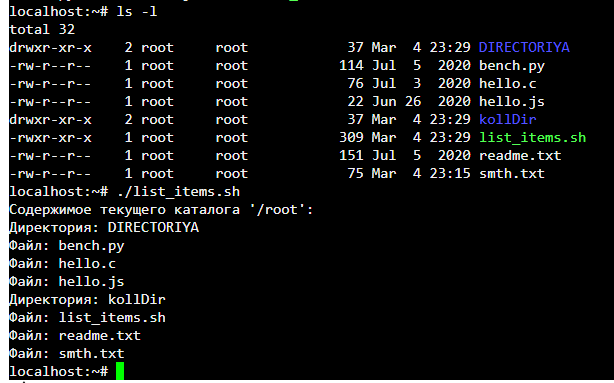 localhost:~# ls -l
total 32
drwxr-xr-x    2 root     root            37 Mar  4 23:29 DIRECTORIYA
-rw-r--r--    1 root     root           114 Jul  5  2020 bench.py
-rw-r--r--    1 root     root            76 Jul  3  2020 hello.c
-rw-r--r--    1 root     root            22 Jun 26  2020 hello.js
drwxr-xr-x    2 root     root            37 Mar  4 23:29 kollDir
-rwxr-xr-x    1 root     root           309 Mar  4 23:29 list_items.sh
-rw-r--r--    1 root     root           151 Jul  5  2020 readme.txt
-rw-r--r--    1 root     root            75 Mar  4 23:15 smth.txt
localhost:~# ./list_items.sh
Содержимое текущего каталога '/root':
Директория: DIRECTORIYA
Файл: bench.py
Файл: hello.c
Файл: hello.js
Директория: kollDir
Файл: list_items.sh
Файл: readme.txt
Файл: smth.txt
localhost:~#